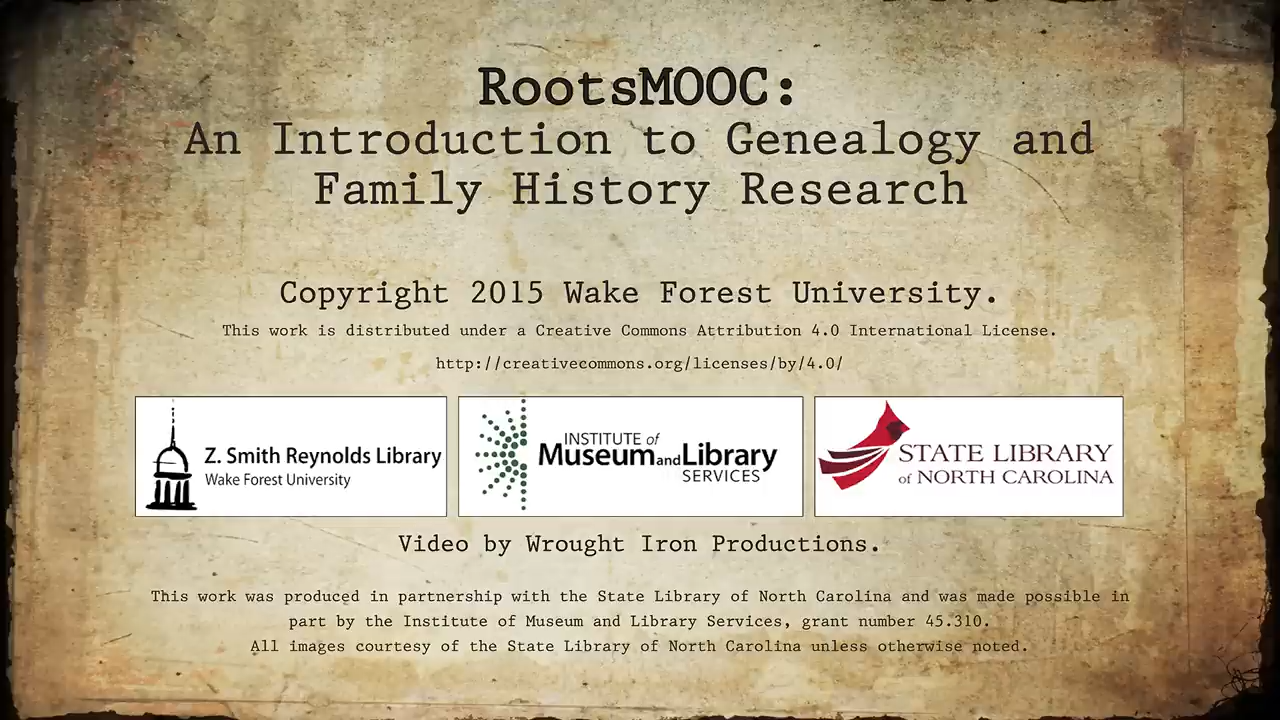 RootsMOOC:
An Introduction to Genealogy and
Family History Research
Copyright 2015 Wake Forest University.
This work is distributed under a Creative Commons Attribution 4.0 International License.
http://creativecommons.org/licenses/by/4.0/
Z. Smith Reynolds Library
Wake Forest University
INSTITUTE of
Museum and Library
SERVICES
STATE LIBRARY
of NORTH CAROLINA
Video by Wrought Iron Productions.
This work was produced in partnership with the State Library of North Carolina and was made possible in
part by the Institute of Museum and Library Services, grant number 45.310.
All images courtesy of the State Library of North Carolina unless otherwise noted.